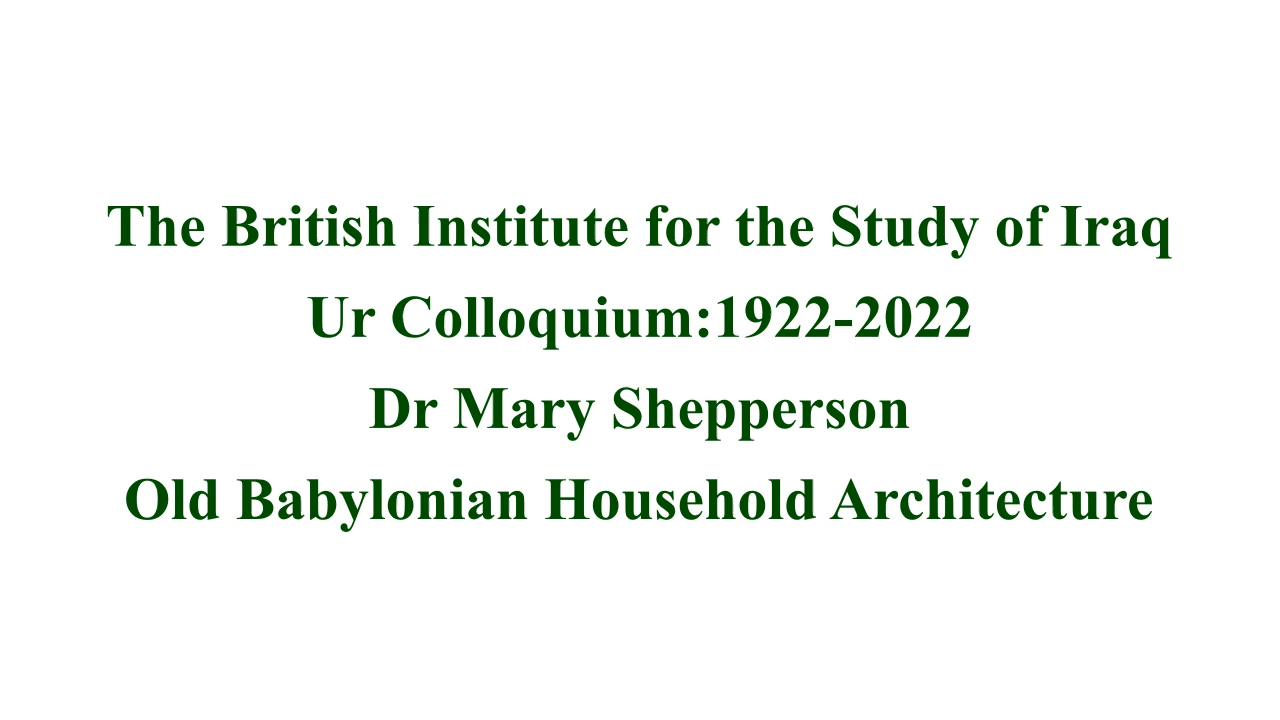 The British Institute for the Study of Iraq
Ur Colloquium:1922-2022
Dr Mary Shepperson
Old Babylonian Household Architecture